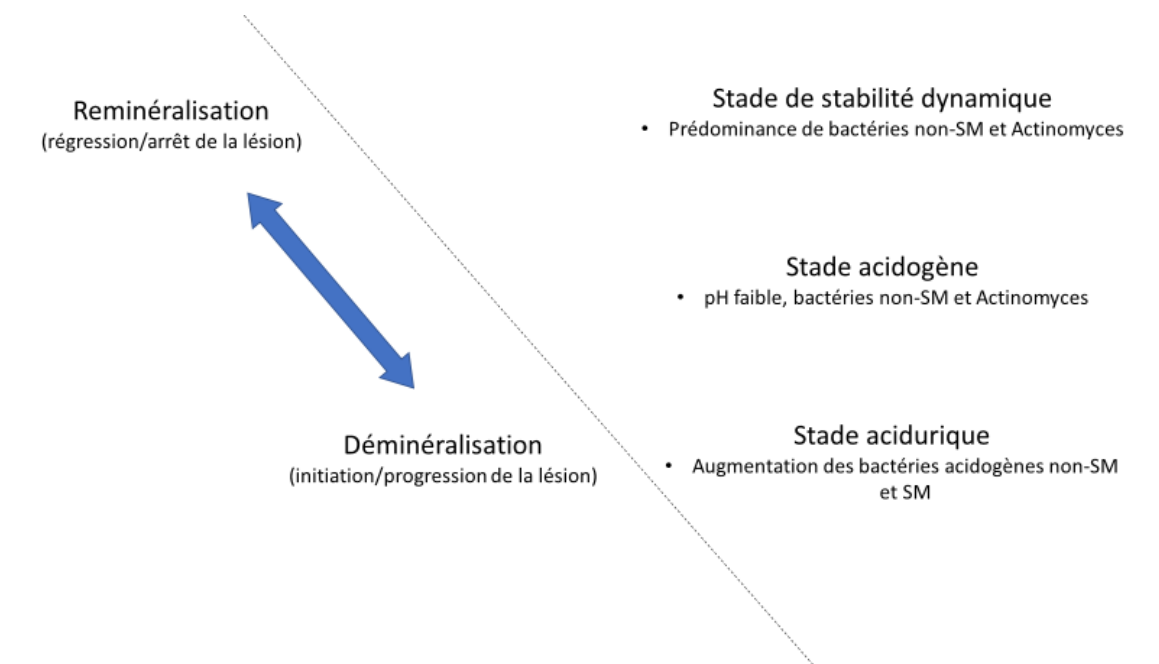 Reminéralisation
(régression/arrêt de la lésion)
Déminéralisation
(initiation/progression de la lésion)
Stade de stabilité dynamique
• Prédominance de bactéries non-SM et Actinomyces
Stade acidogène
• pH faible, bactéries non-SM et Actinomyces
Stade acidurique
• Augmentation des bactéries acidogènes non-SM
et SM